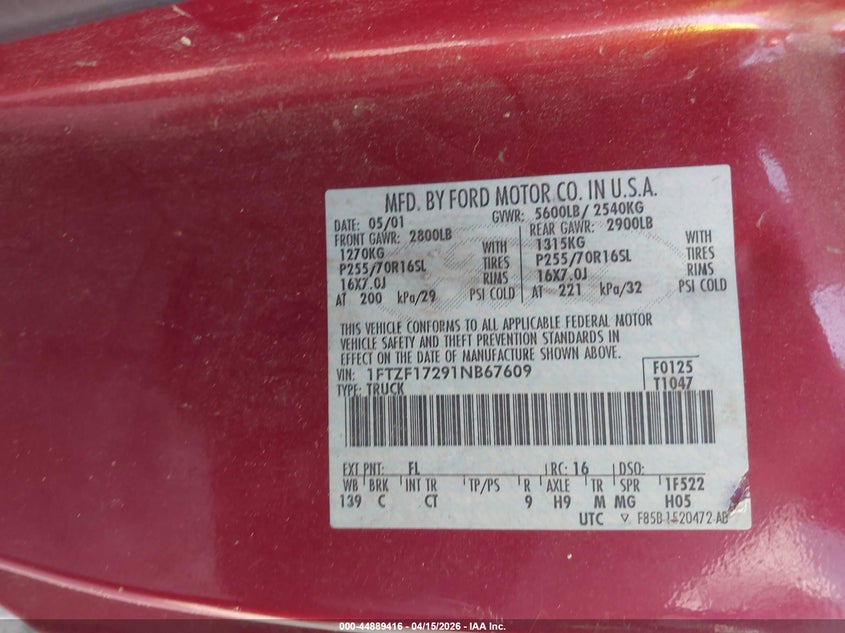 MFD. BY FORD MOTOR CO. IN U.S.A.
DATE: 05/01 GVWR: 5600LB/ 2540KG
FRONT GAWR: 2800LB REAR GAWR: 2900LB
1270KG WITH 1315KG WITH
P255/70R16SL TIRES P255/70R16SL TIRES
16X7.0J RIMS 16X7.0J RIMS
AT 200 kPa/29 PSI COLD AT 221 kPa/32 PSI COLD
THIS VEHICLE CONFORMS TO ALL APPLICABLE FEDERAL MOTOR
VEHICLE SAFETY AND THEFT PREVENTION STANDARDS IN
EFFECT ON THE DATE OF MANUFACTURE SHOWN ABOVE.
VIN: 1FTZF17291NB67609 F0125
TYPE: TRUCK T1047
EXT PNT: FL RC: 16 DSO:
WB BRK INT TR TP/PS R AXLE TR SPR 1F522
139 C CT 9 H9 M MG H05
UTC ▽ F85B-1520472-AB
000-44889416 - 04/15/2026 - IAA Inc.